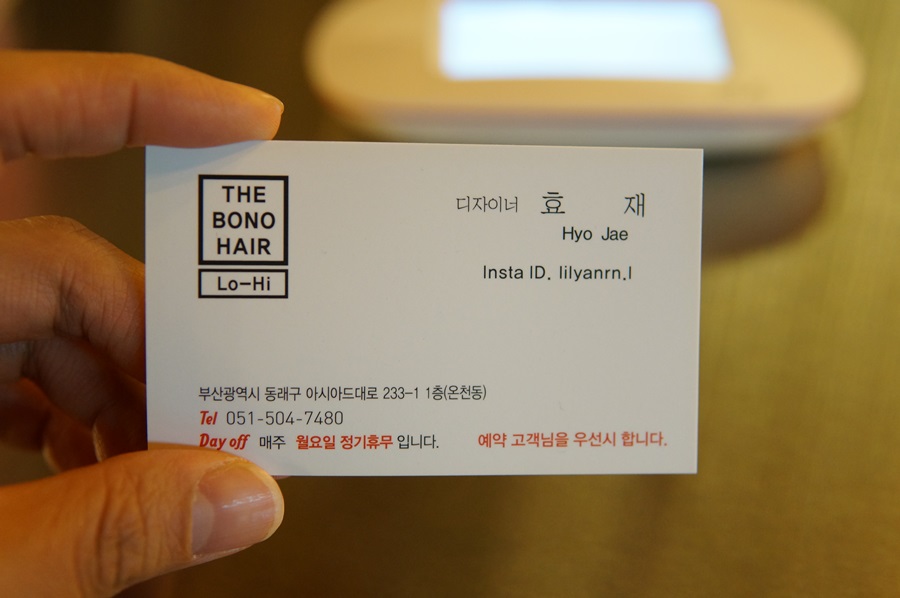 THE
BONO
HAIR
Lo-Hi
디자이너 효 재
Hyo Jae
Insta ID. lilyanrn.l
부산광역시 동래구 아시아드대로 233-1 1층(온천동)
Tel 051-504-7480
Day off 매주 월요일 정기휴무 입니다. 예약 고객님을 우선시 합니다.